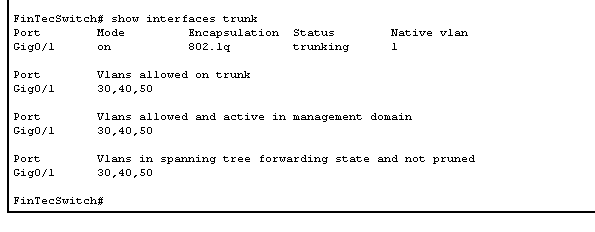 FinTecSwitch# show interfaces trunk
Port Mode Encapsulation Status Native vlan
Gig0/1 on 802.1q trunking 1
Port Vlans allowed on trunk
Gig0/1 30,40,50
Port Vlans allowed and active in management domain
Gig0/1 30,40,50
Port Vlans in spanning tree forwarding state and not pruned
Gig0/1 30,40,50
FinTecSwitch#